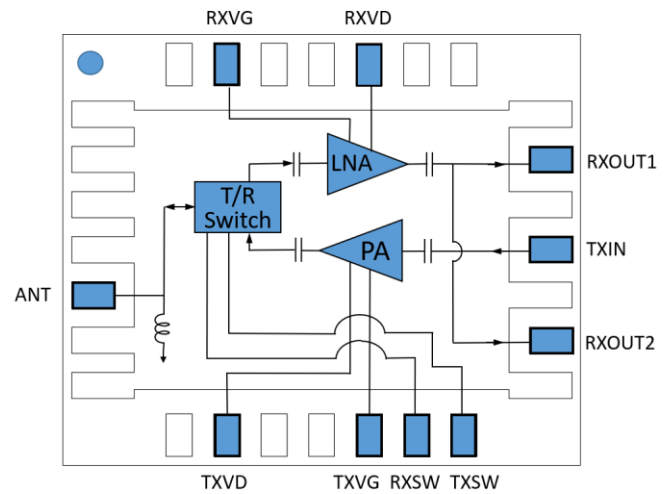 RXVG
RXVD
LNA
RXOUT1
T/R
Switch
PA
TXIN
ANT
RXOUT2
TXVD
TXVG
RXSW
TXSW